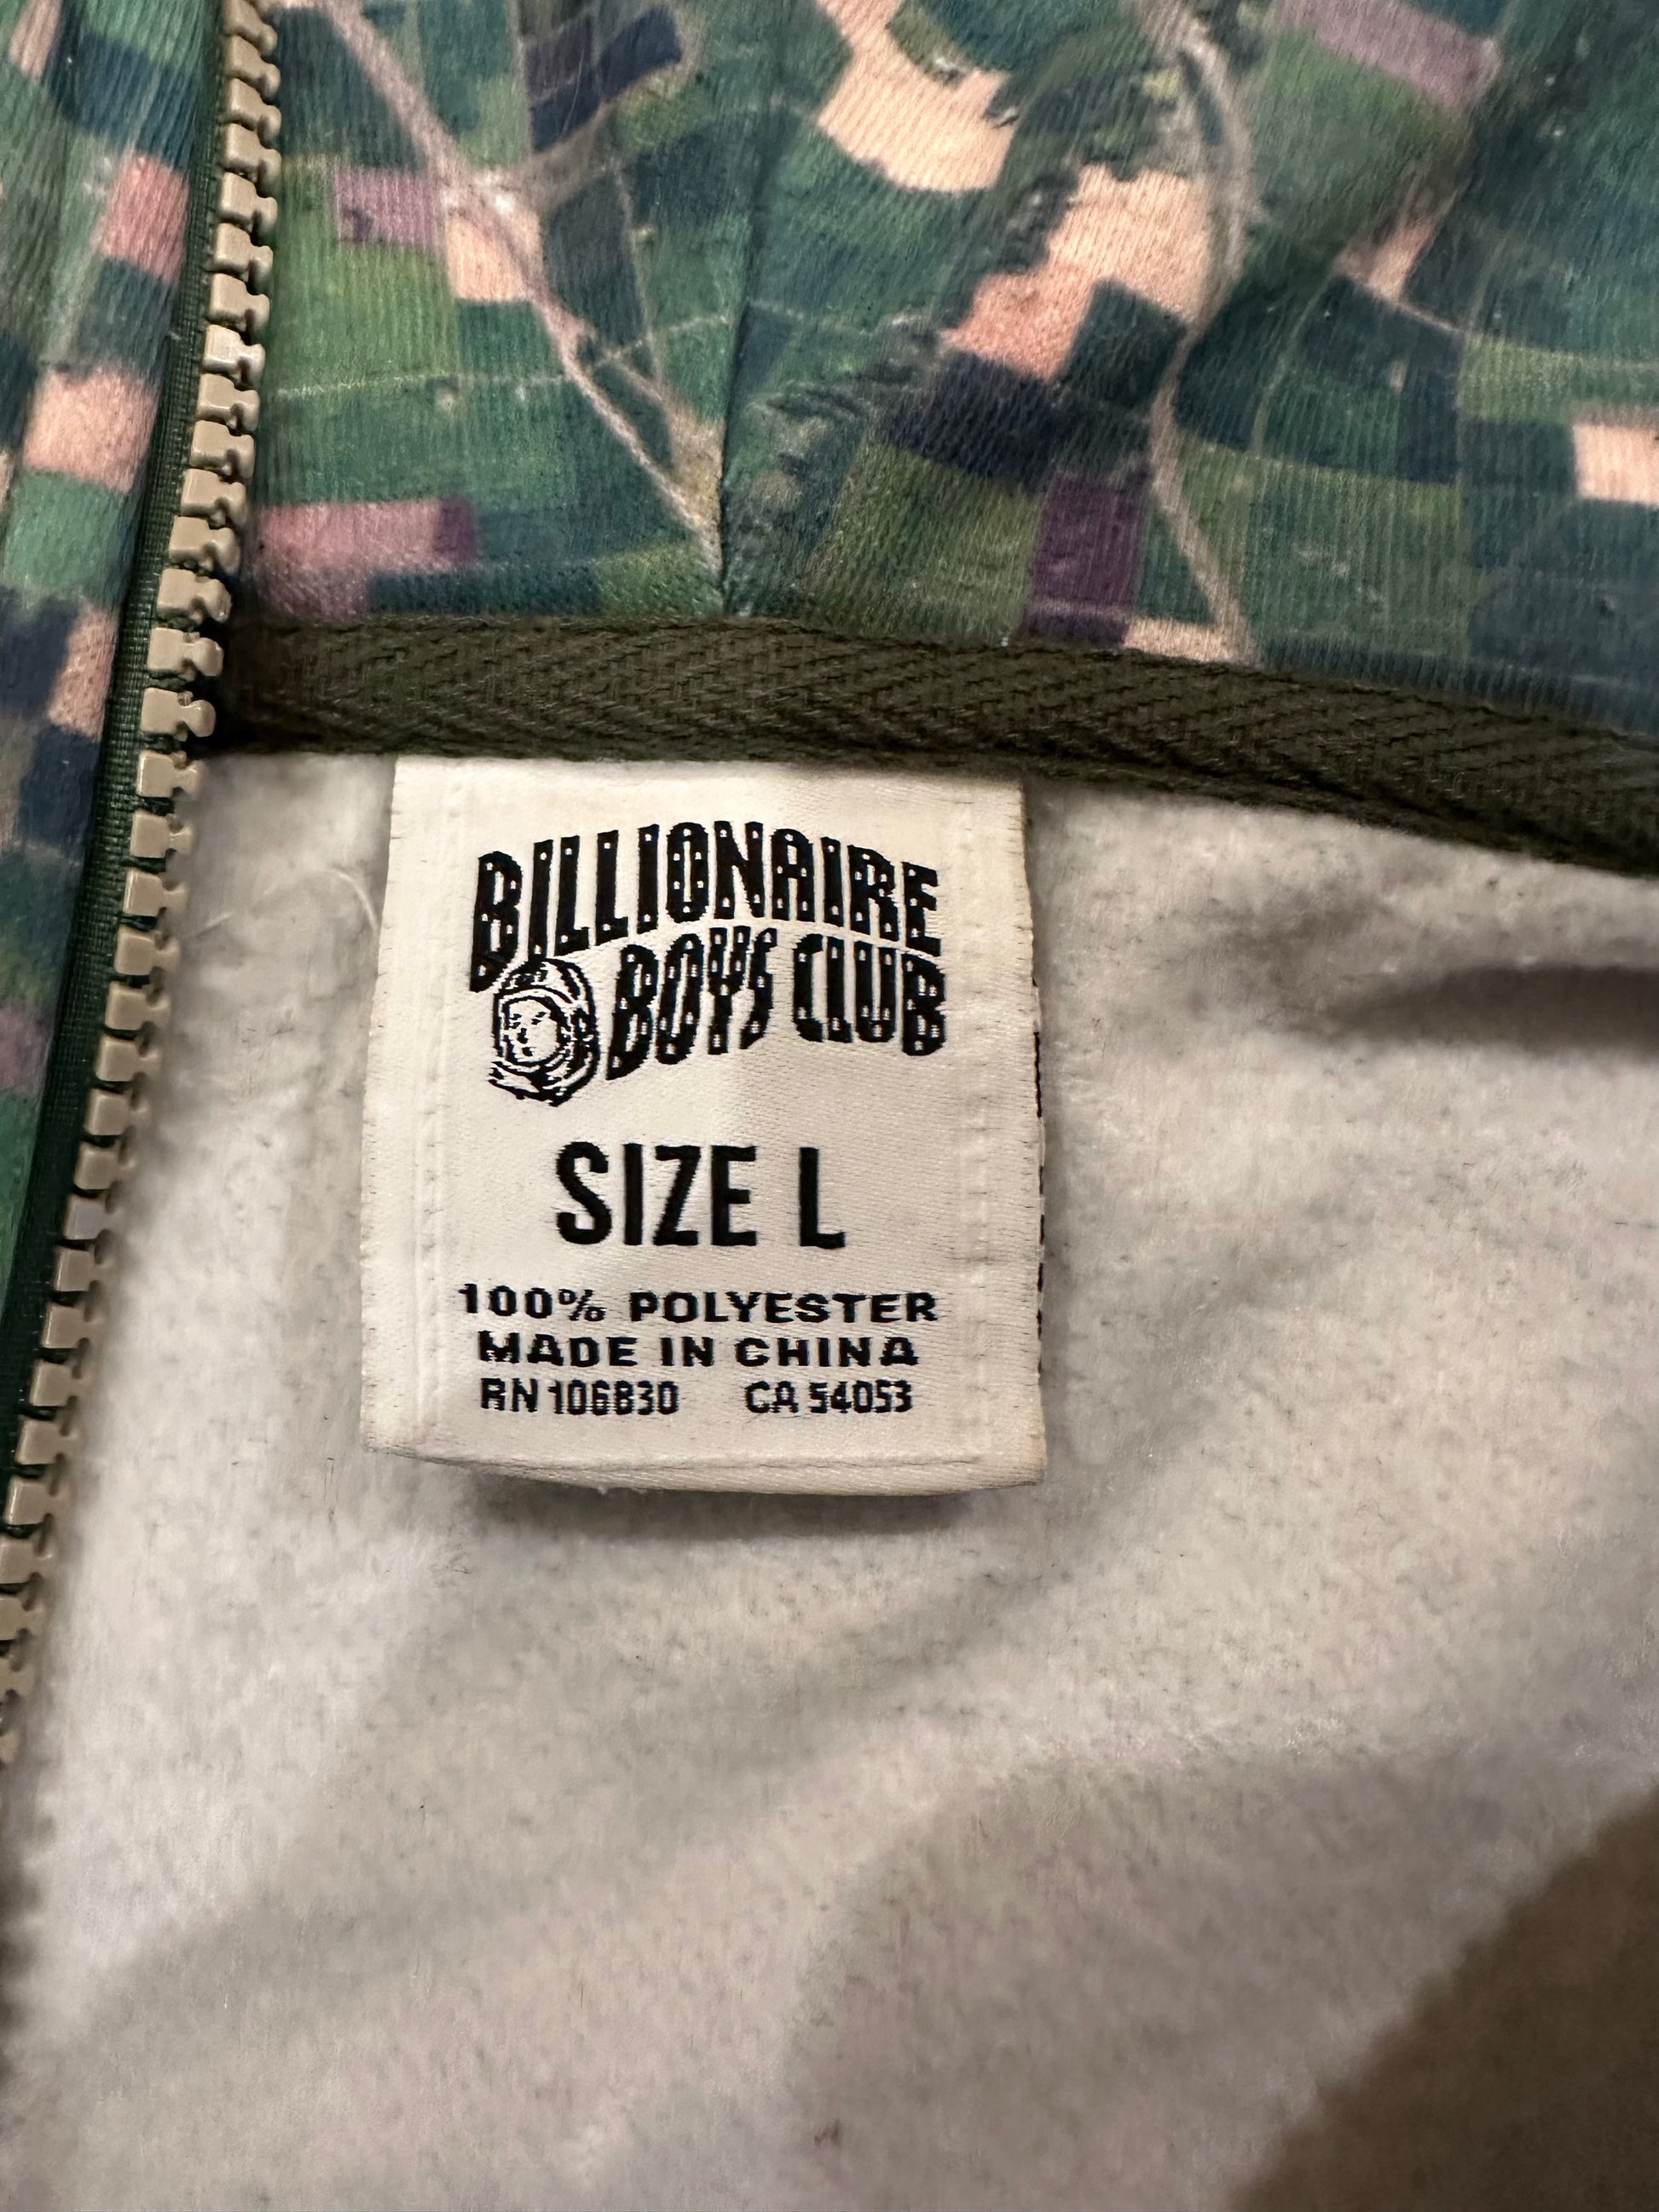 BILLIONAIRE
BOYS CLUB
SIZE L
100% POLYESTER
MADE IN CHINA
RN 106830 CA 54053